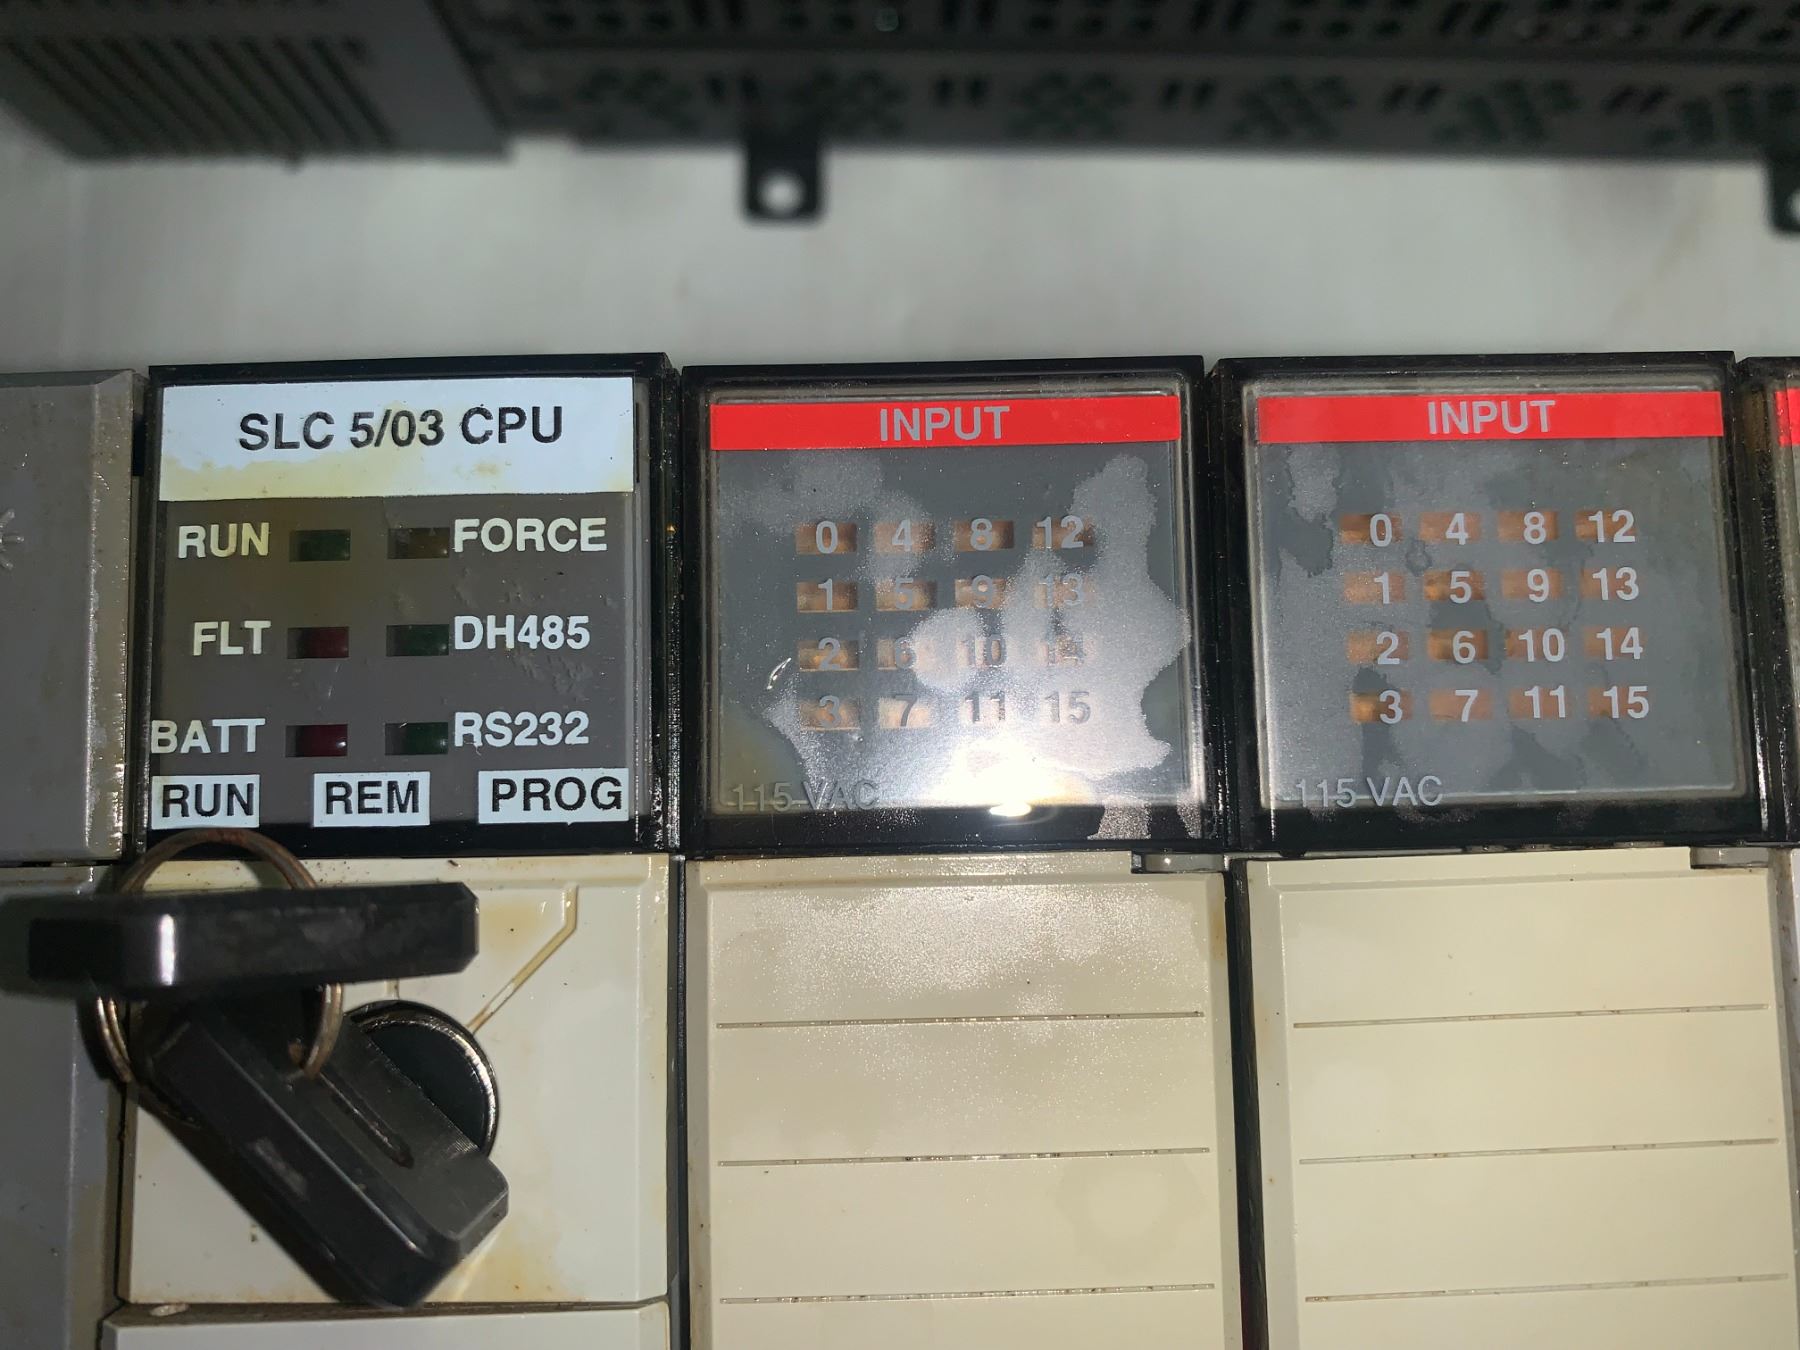 SLC 5/03 CPU
RUN FORCE
FLT DH485
BATT RS232
RUN REM PROG
INPUT
0 4 8 12
1 5 9 13
2 6 10 14
3 7 11 15
115 VAC
INPUT
0 4 8 12
1 5 9 13
2 6 10 14
3 7 11 15
115 VAC